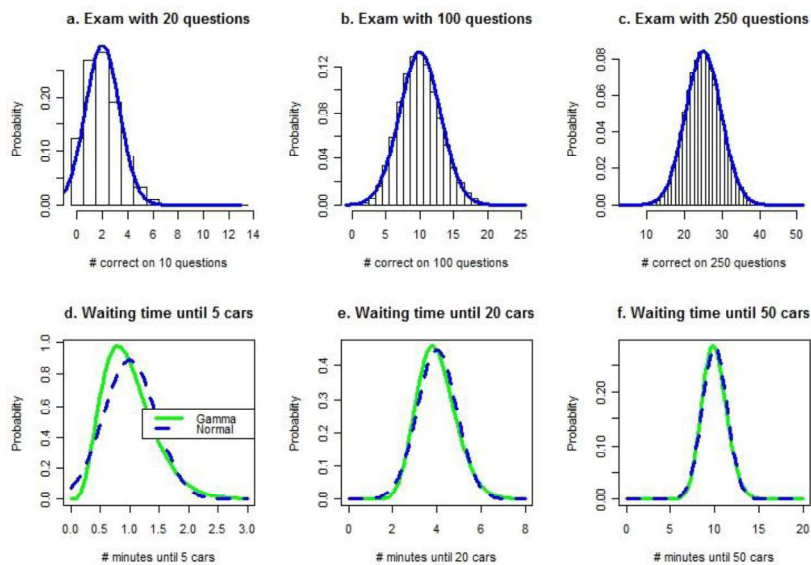 a. Exam with 20 questions
Probability
0.00 0.10 0.20
0 2 4 6 8 10 12 14
# correct on 10 questions
b. Exam with 100 questions
Probability
0.00 0.04 0.08 0.12
0 5 10 15 20 25
# correct on 100 questions
c. Exam with 250 questions
Probability
0.00 0.02 0.04 0.06 0.08
10 20 30 40 50
# correct on 250 questions
d. Waiting time until 5 cars
Probability
0.0 0.2 0.4 0.6 0.8 1.0
Gamma
Normal
0.0 0.5 1.0 1.5 2.0 2.5 3.0
# minutes until 5 cars
e. Waiting time until 20 cars
Probability
0.0 0.1 0.2 0.3 0.4
0 2 4 6 8
# minutes until 20 cars
f. Waiting time until 50 cars
Probability
0.00 0.10 0.20
0 5 10 15 20
# minutes until 50 cars